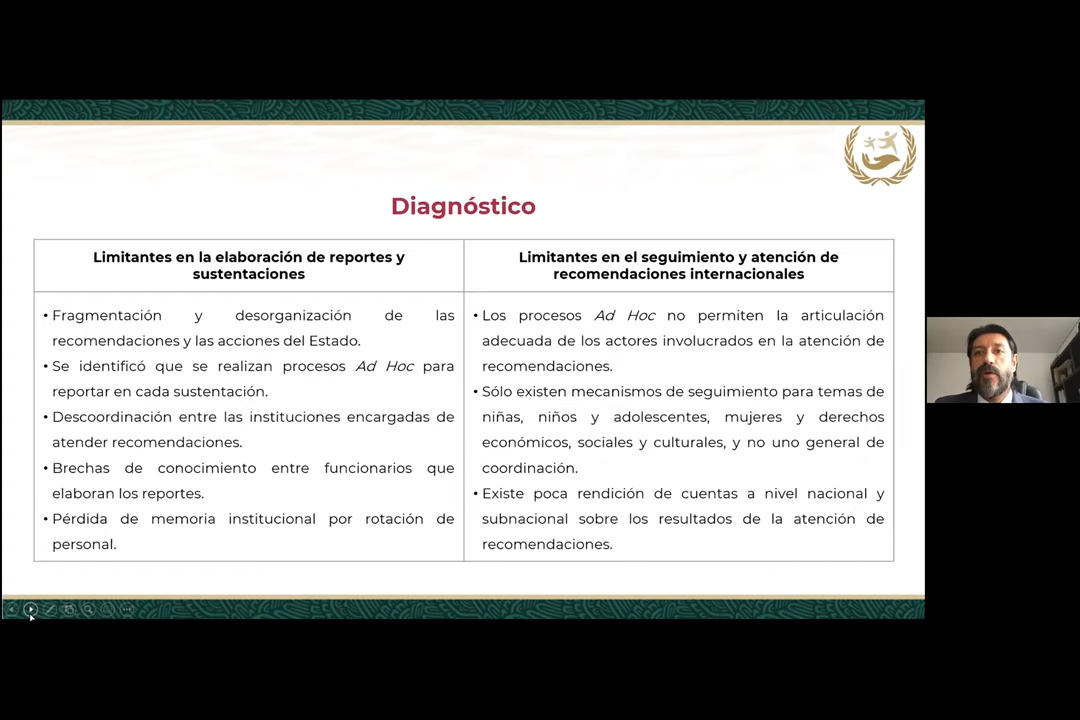 Diagnóstico
Limitantes en la elaboración de reportes y
sustentaciones
• Fragmentación y desorganización de las
recomendaciones y las acciones del Estado.
• Se identificó que se realizan procesos Ad Hoc para
reportar en cada sustentación.
• Descoordinación entre las instituciones encargadas de
atender recomendaciones.
• Brechas de conocimiento entre funcionarios que
elaboran los reportes.
• Pérdida de memoria institucional por rotación de
personal.
Limitantes en el seguimiento y atención de
recomendaciones internacionales
• Los procesos Ad Hoc no permiten la articulación
adecuada de los actores involucrados en la atención de
recomendaciones.
• Sólo existen mecanismos de seguimiento para temas de
niñas, niños y adolescentes, mujeres y derechos
económicos, sociales y culturales, y no uno general de
coordinación.
• Existe poca rendición de cuentas a nivel nacional y
subnacional sobre los resultados de la atención de
recomendaciones.